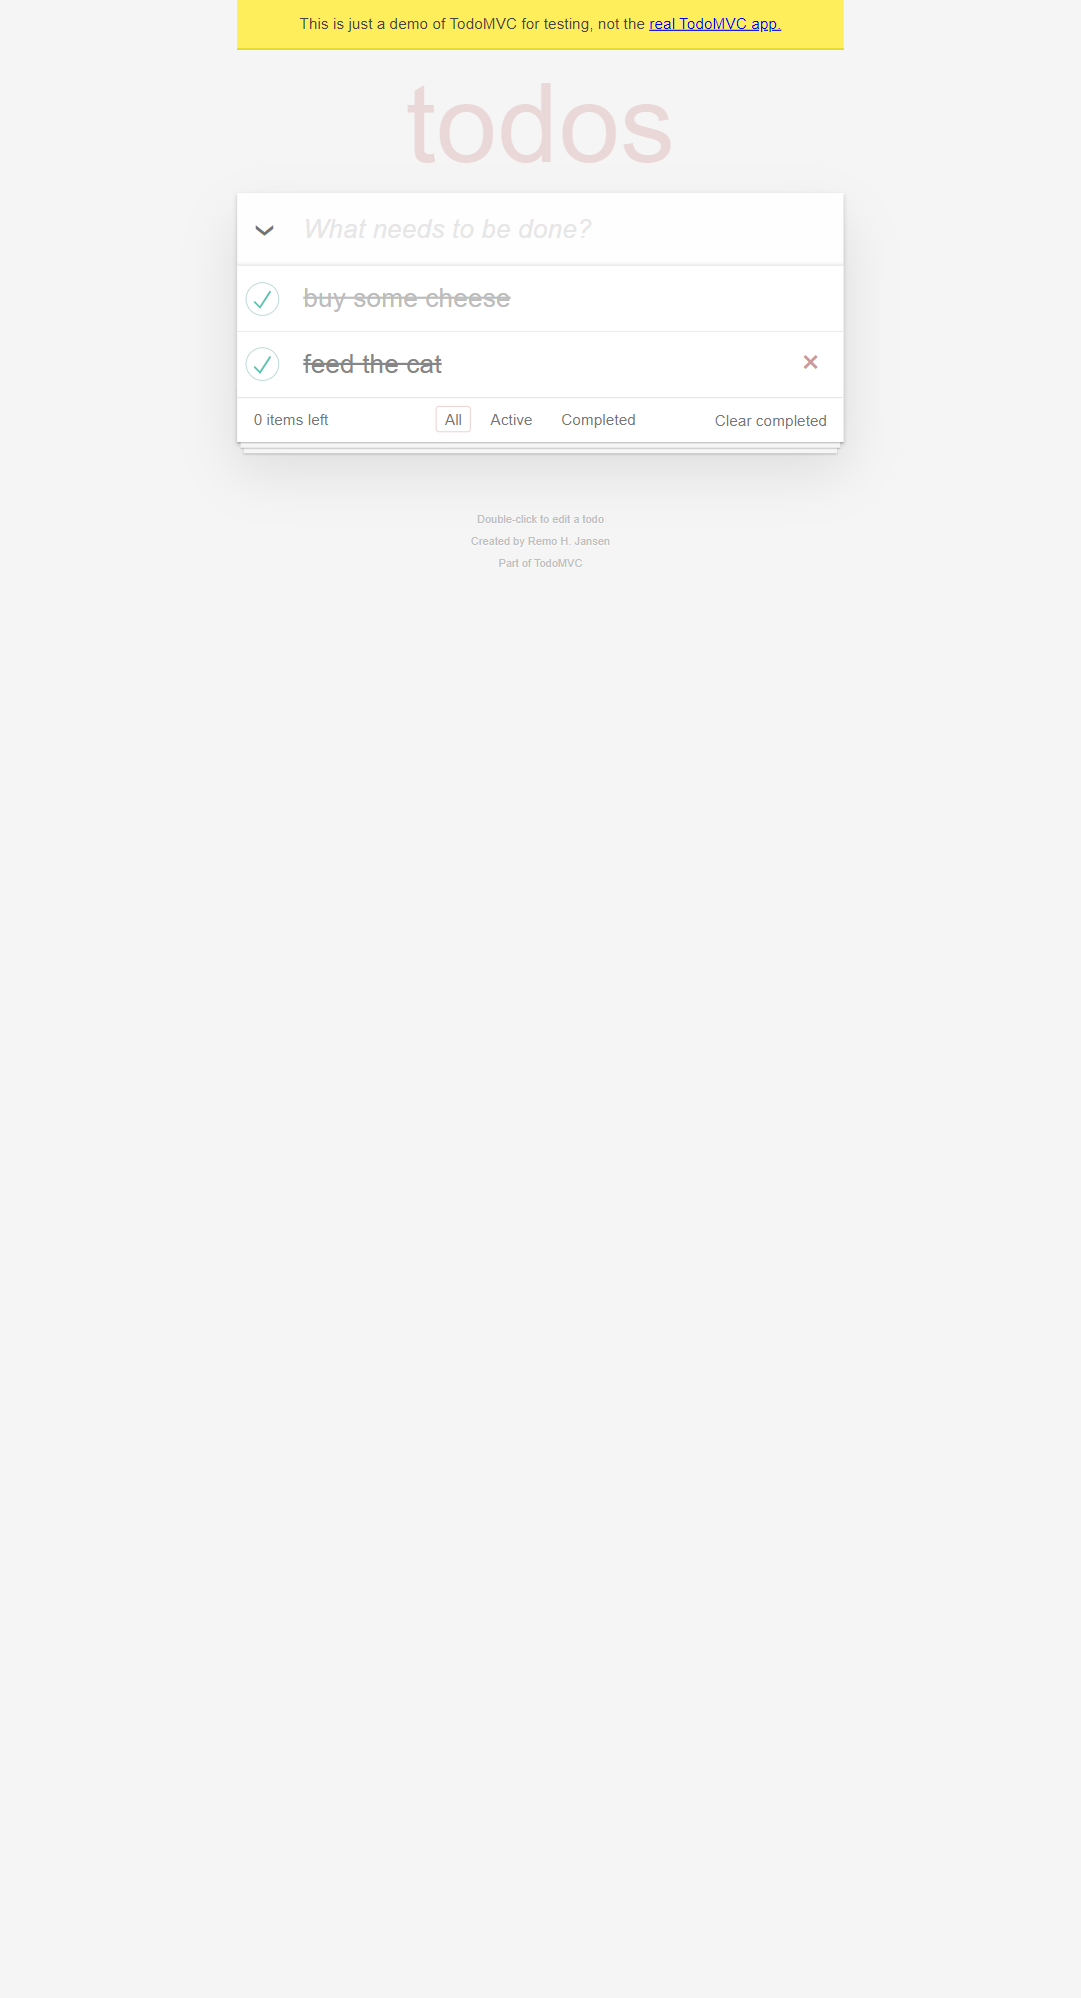 This is just a demo of TodoMVC for testing, not the real TodoMVC app.
todos
What needs to be done?
buy some cheese
feed the cat
0 items left All Active Completed Clear completed
Double-click to edit a todo
Created by Remo H. Jansen
Part of TodoMVC